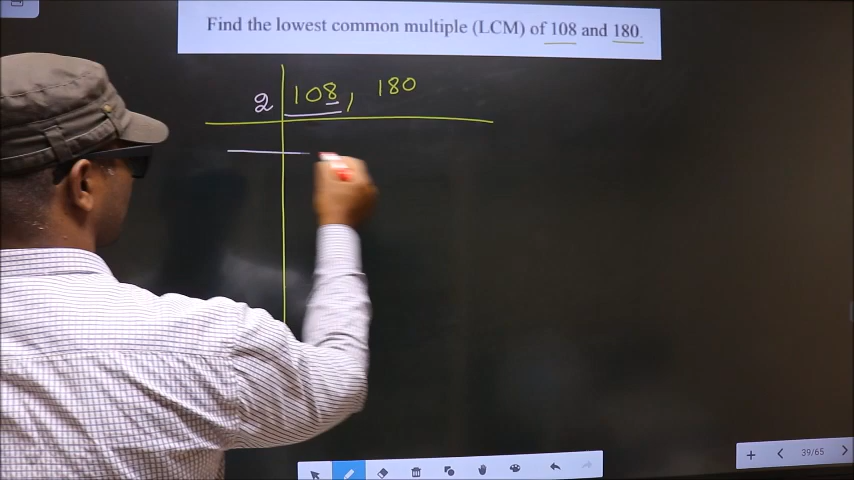 Find the lowest common multiple (LCM) of 108 and 180.
2 108, 180
39/65